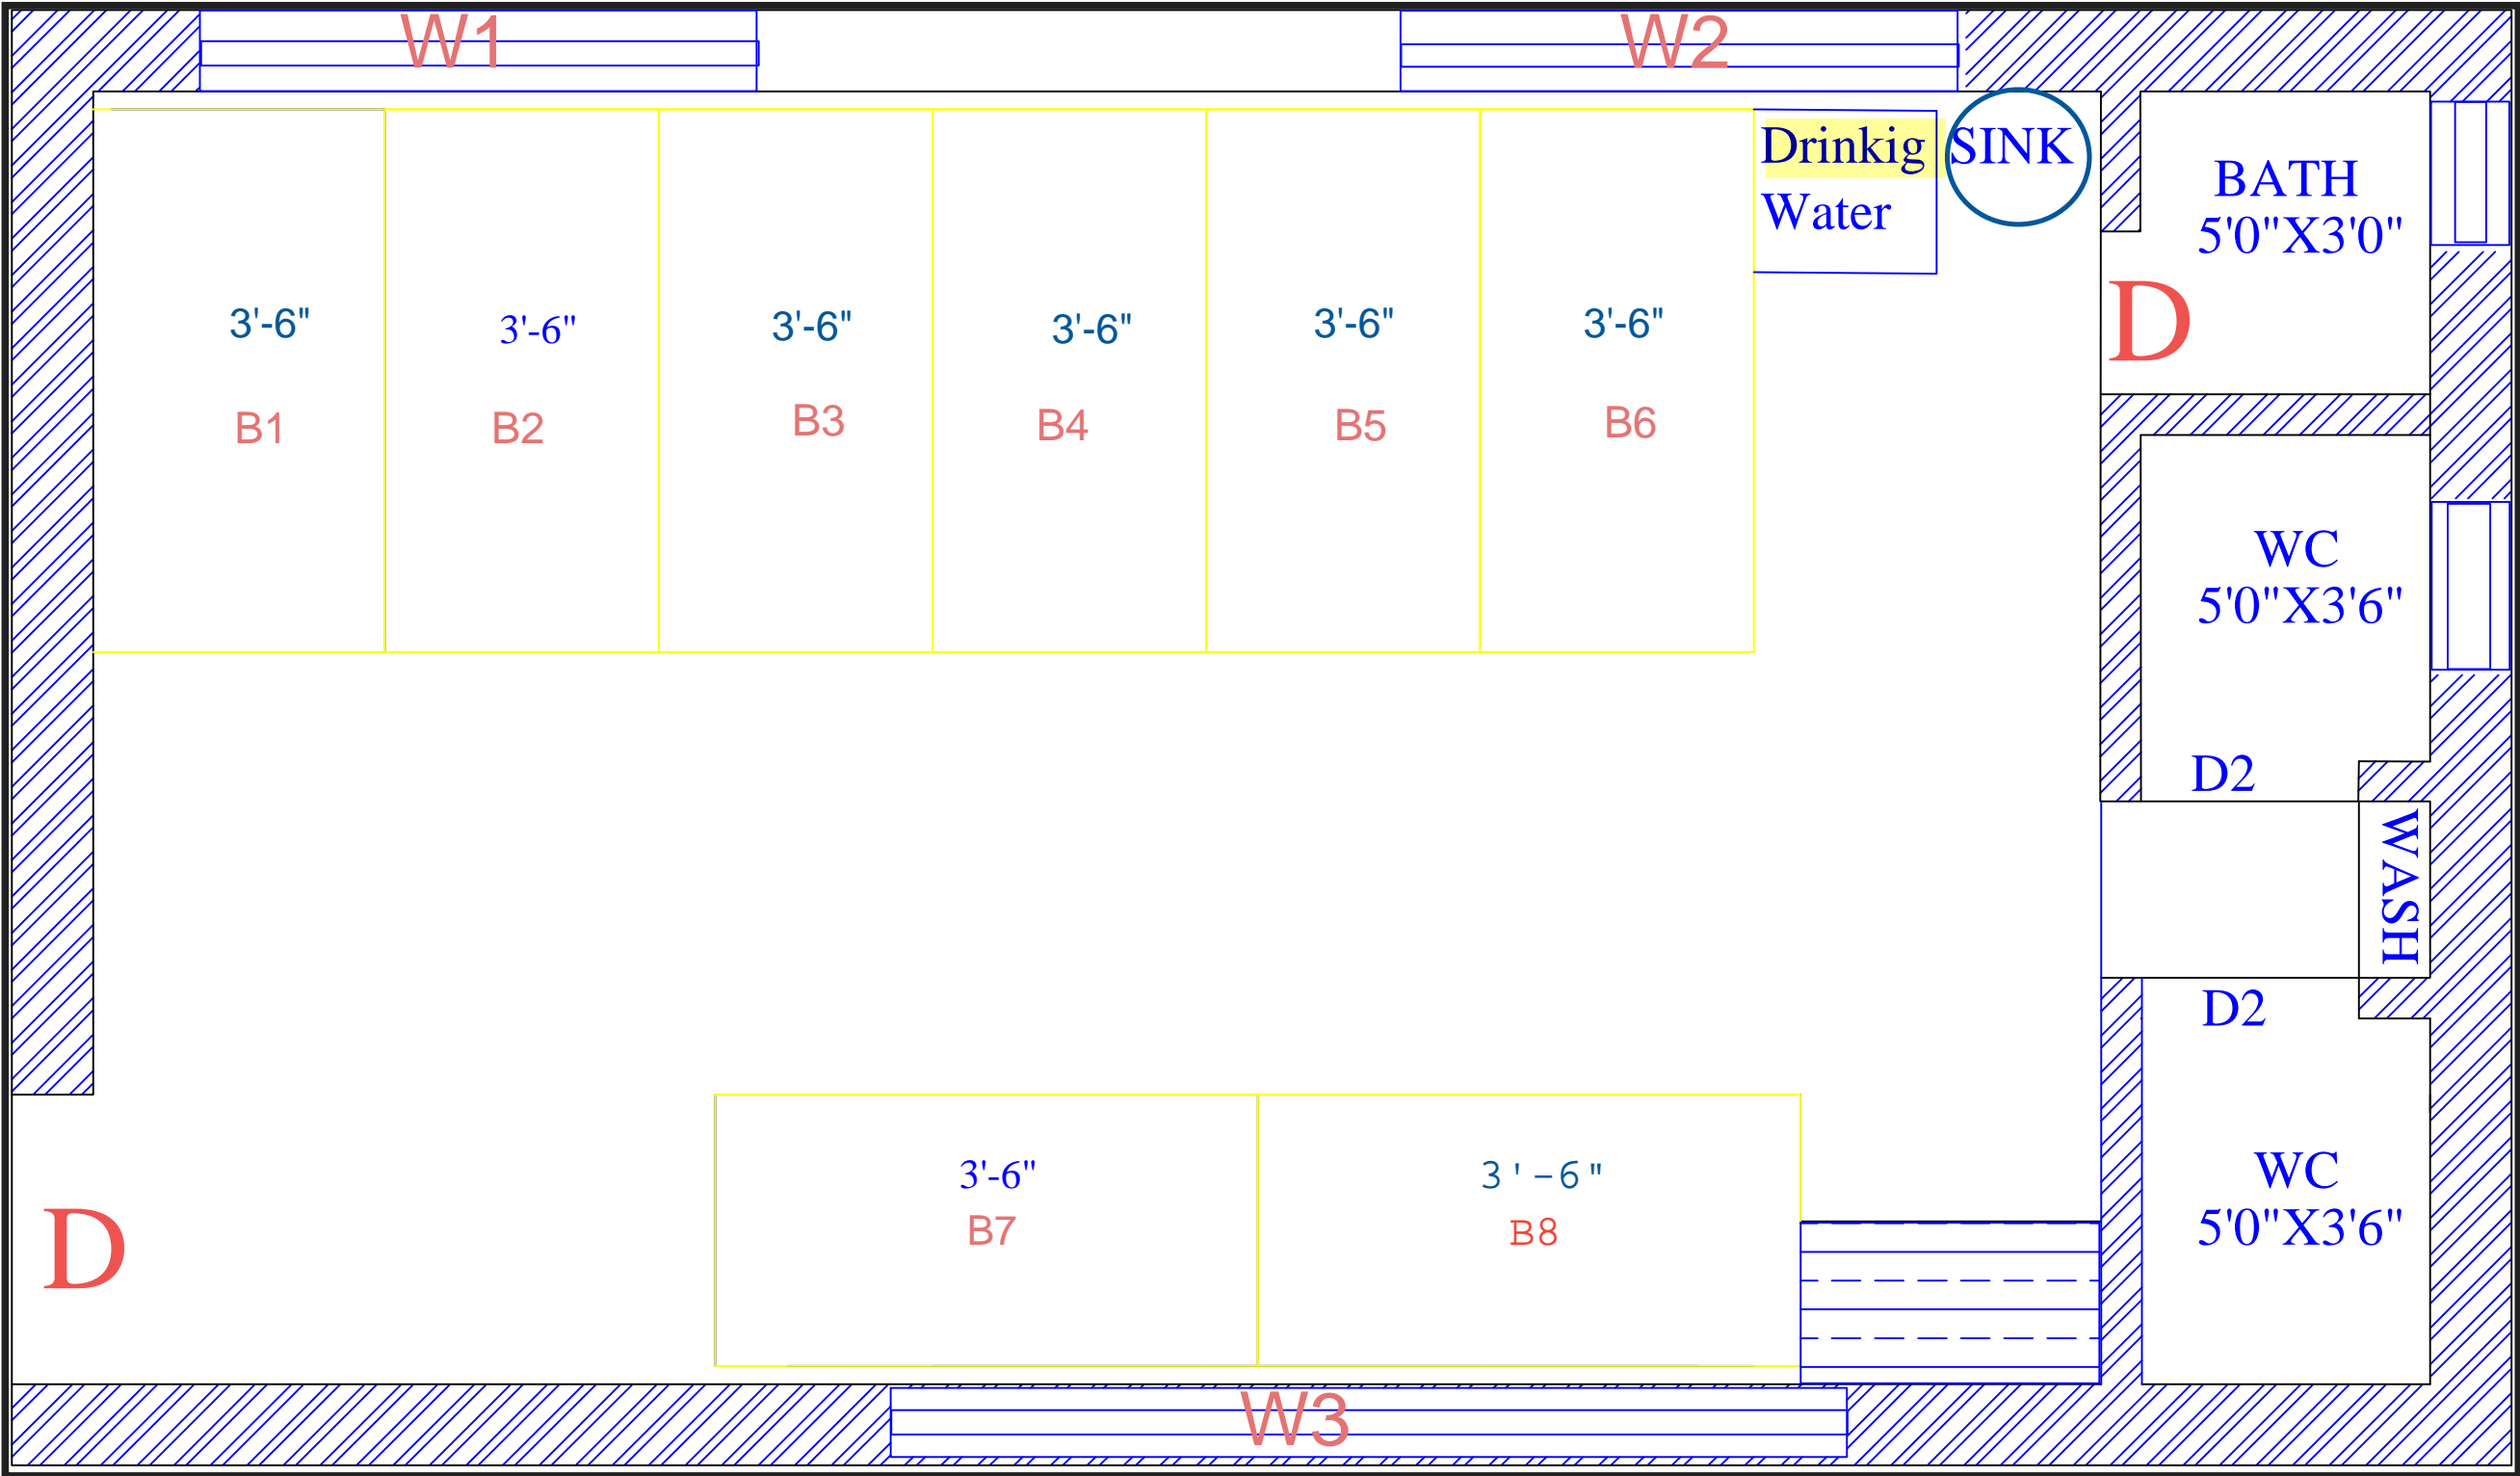 W1
W2
Drinkig
Water
SINK
BATH
5'0"X3'0"
D
3'-6"
3'-6"
3'-6"
3'-6"
3'-6"
3'-6"
B1
B2
B3
B4
B5
B6
WC
5'0"X3'6"
D2
WASH
D2
3'-6"
B7
3'-6"
B8
WC
5'0"X3'6"
D
W3